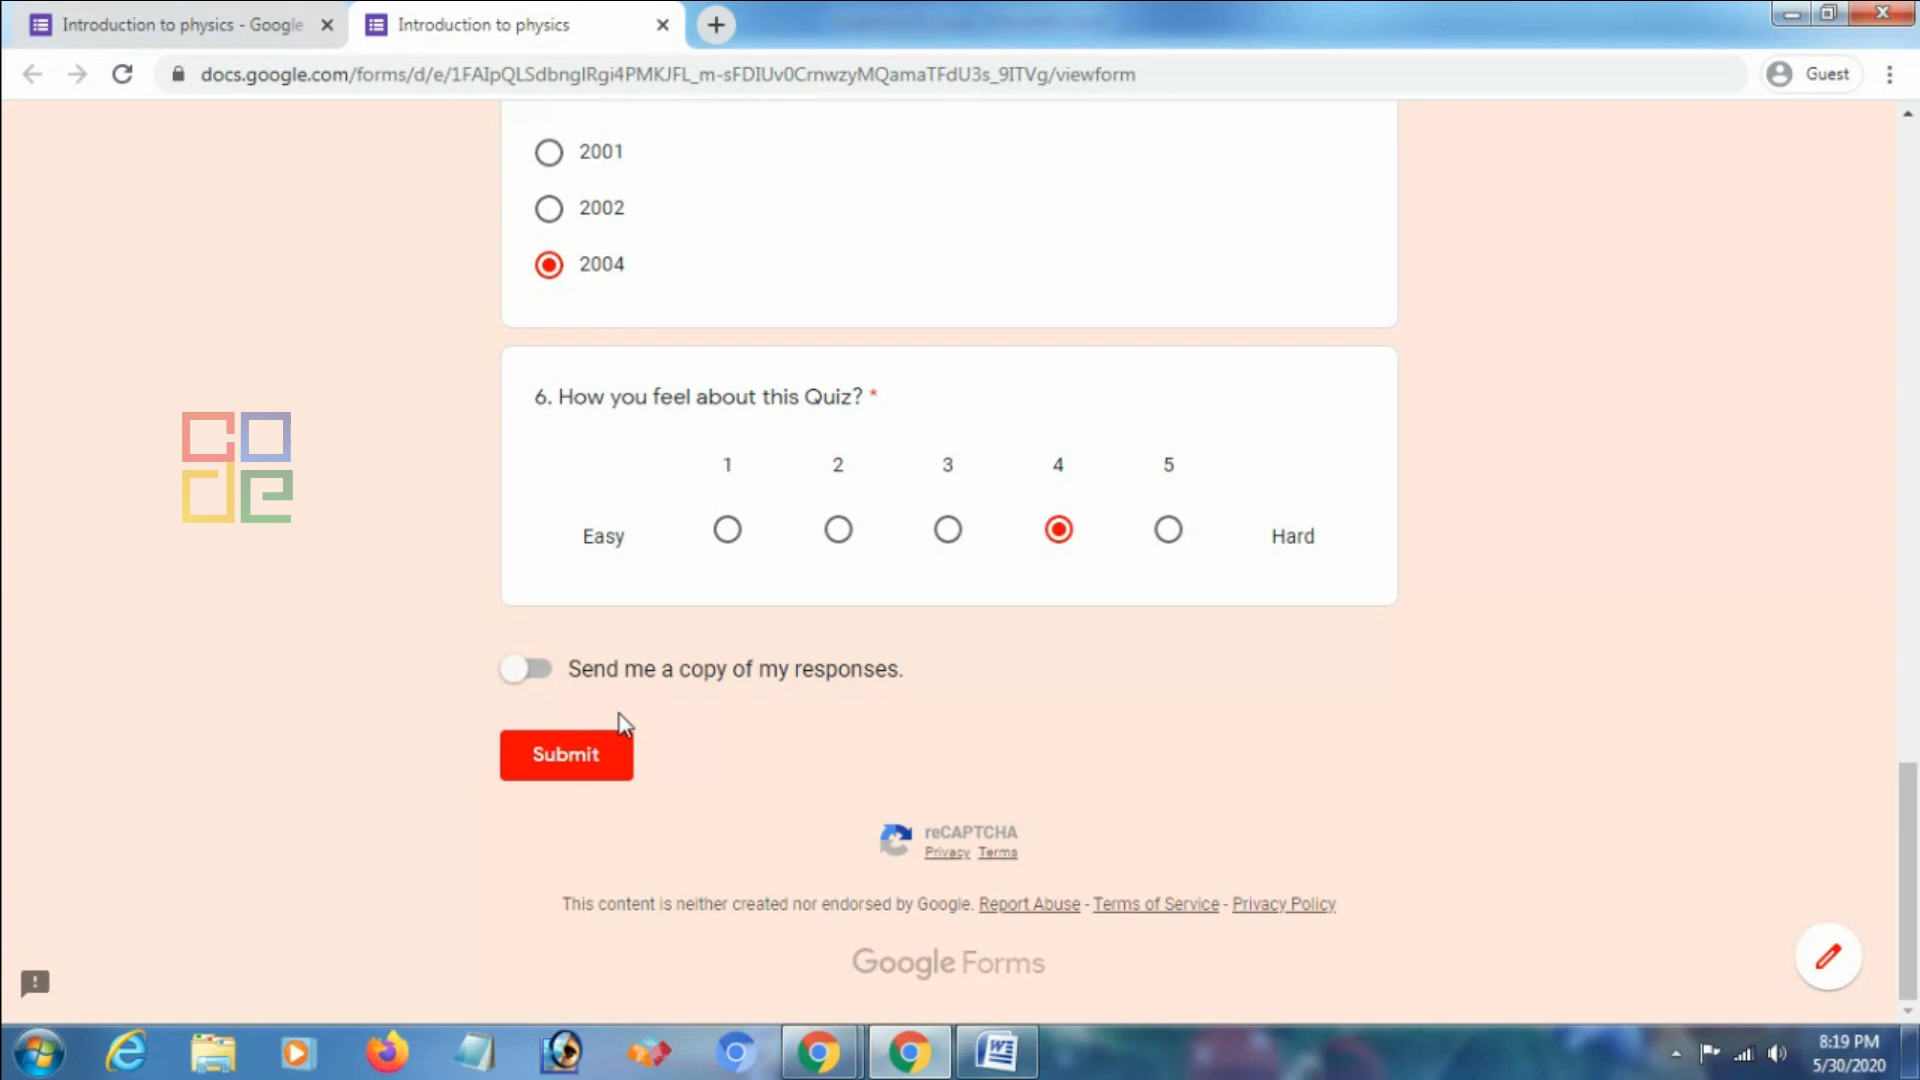 Introduction to physics - Google
Introduction to physics
docs.google.com/forms/d/e/1FAIpQLSdbngIRgi4PMKJFL_m-sFDIUv0CrnwzyMQamaTFdU3s_9ITVg/viewform
Guest
2001
2002
2004
6. How you feel about this Quiz? *
1 2 3 4 5
Easy Hard
CODE
Send me a copy of my responses.
Submit
reCAPTCHA
Privacy Terms
This content is neither created nor endorsed by Google. Report Abuse - Terms of Service - Privacy Policy
Google Forms
8:19 PM
5/30/2020